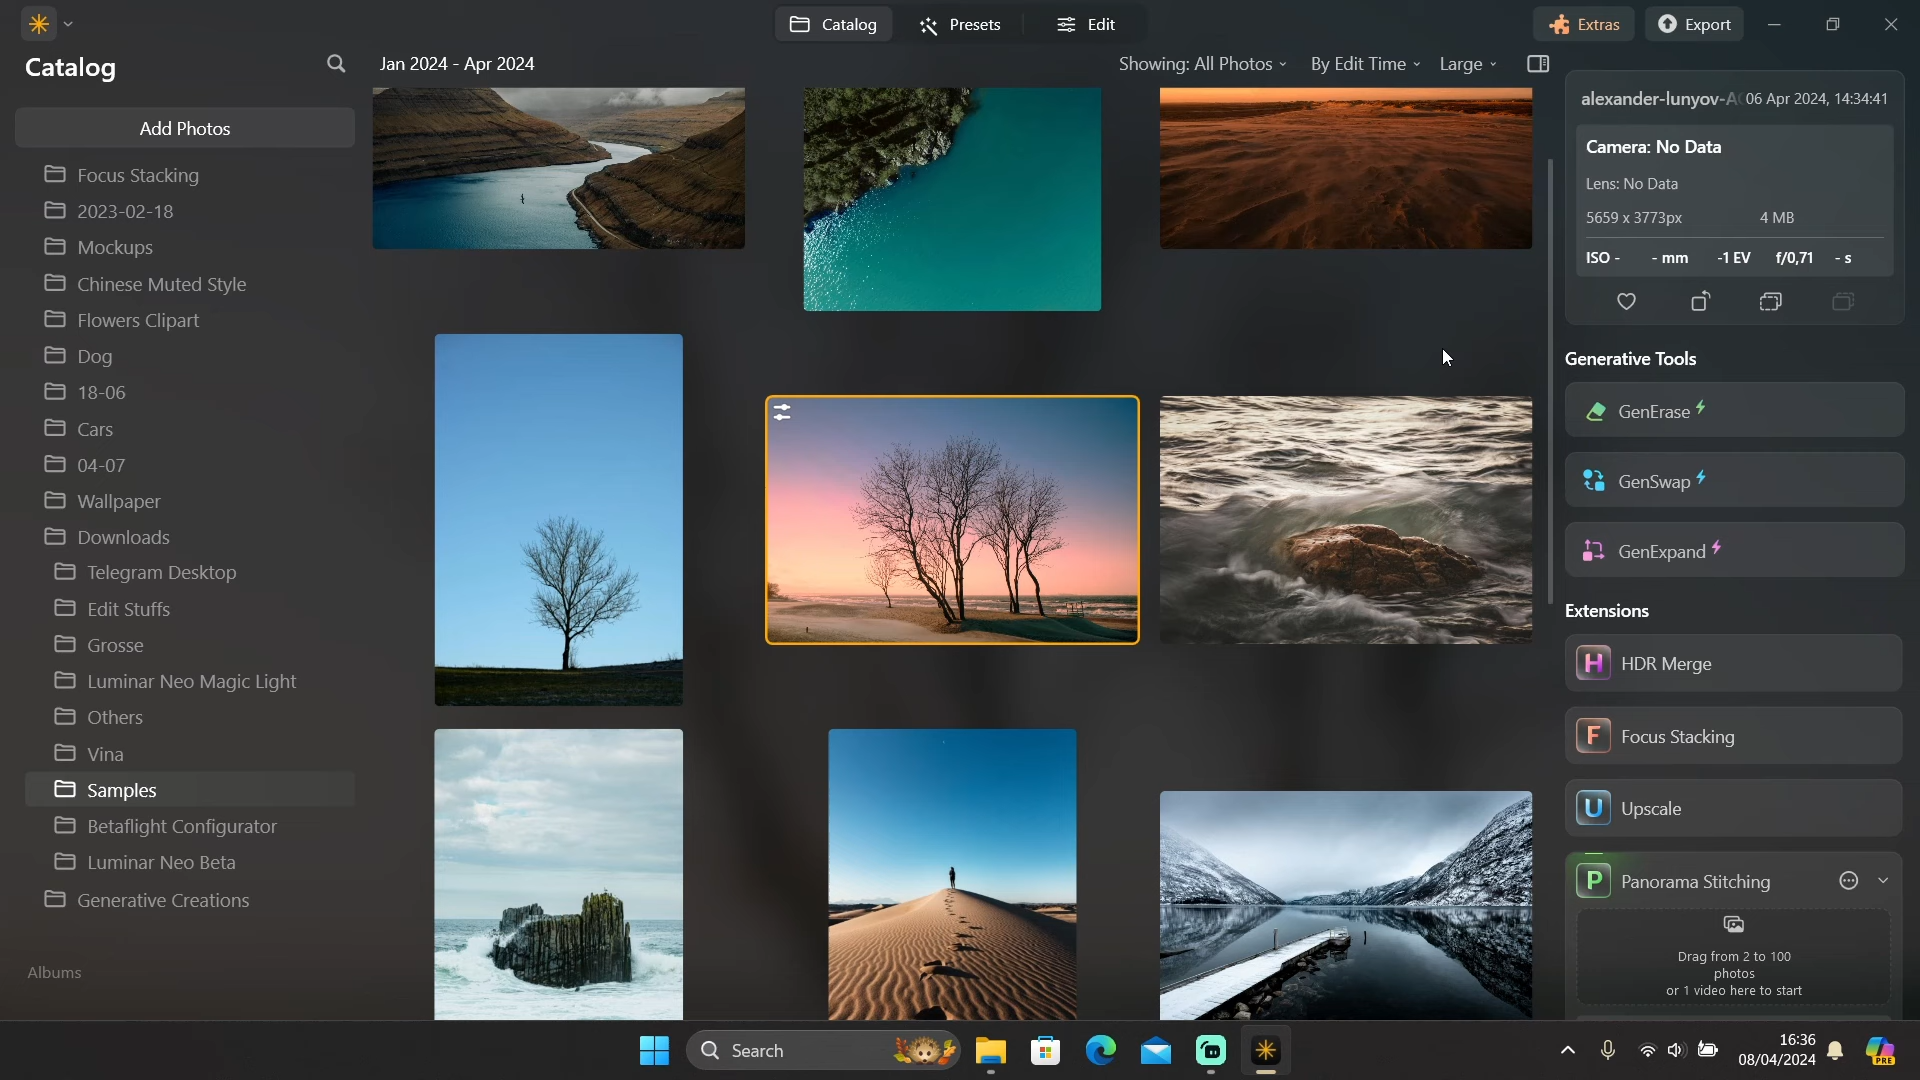 Catalog
Presets
Edit
Extras
Export
Catalog
Jan 2024 - Apr 2024
Showing: All Photos
By Edit Time
Large
Add Photos
Focus Stacking
2023-02-18
Mockups
Chinese Muted Style
Flowers Clipart
Dog
18-06
Cars
04-07
Wallpaper
Downloads
Telegram Desktop
Edit Stuffs
Grosse
Luminar Neo Magic Light
Others
Vina
Samples
Betaflight Configurator
Luminar Neo Beta
Generative Creations
Albums
alexander-lunyov-A 06 Apr 2024, 14:34:41
Camera: No Data
Lens: No Data
5659 x 3773px 4 MB
ISO - - mm -1 EV f/0,71 - s
Generative Tools
GenErase
GenSwap
GenExpand
Extensions
H HDR Merge
F Focus Stacking
U Upscale
P Panorama Stitching
Drag from 2 to 100
photos
or 1 video here to start
Search
16:36
08/04/2024
PRE